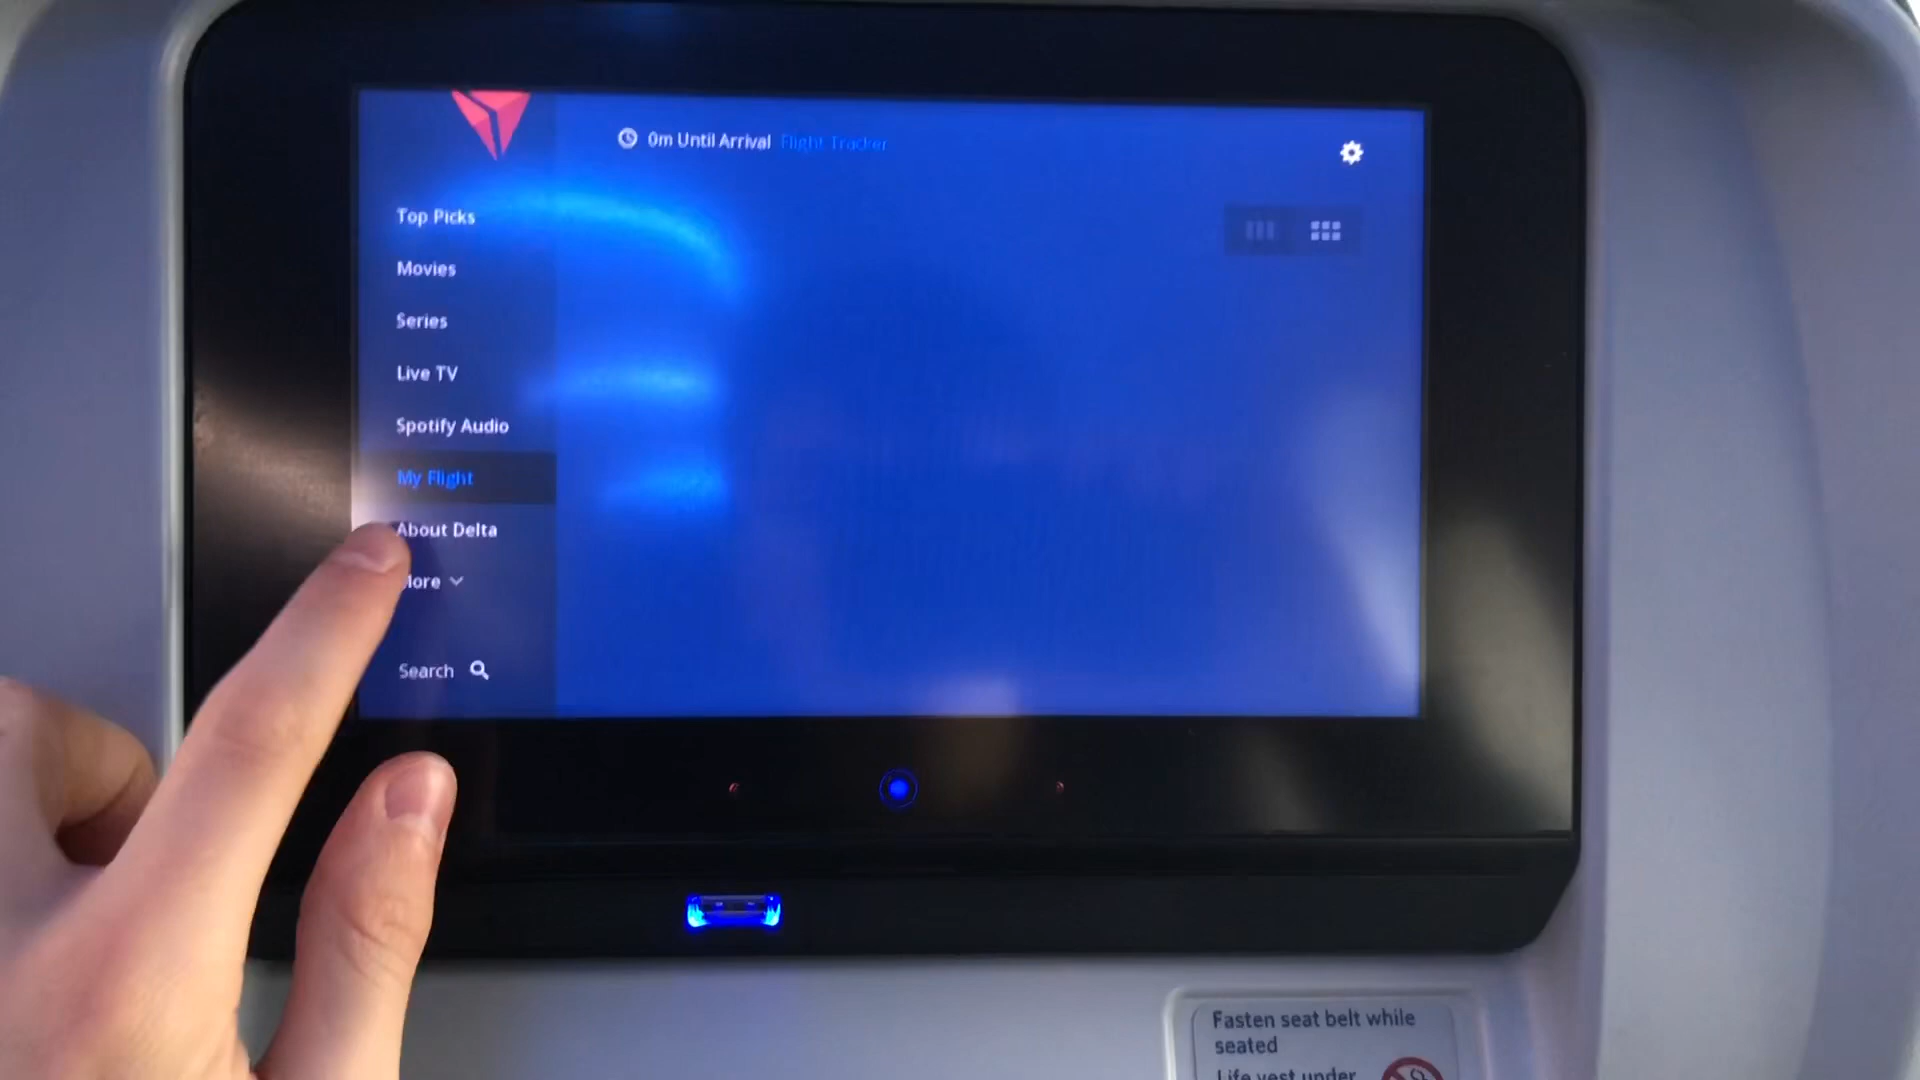 0m Until Arrival Flight Tracker
Top Picks
Movies
Series
Live TV
Spotify Audio
My Flight
About Delta
More
Search
Fasten seat belt while
seated
Life vest under